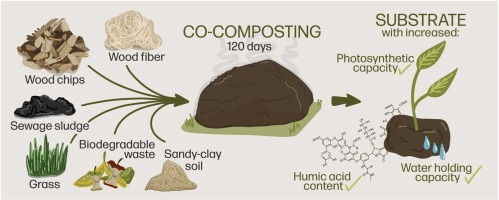 CO-COMPOSTING
120 days
SUBSTRATE
with increased:
Wood chips
Wood fiber
Sewage sludge
Biodegradable
waste
Grass
Sandy-clay
soil
Photosynthetic
capacity
Humic acid
content
Water holding
capacity